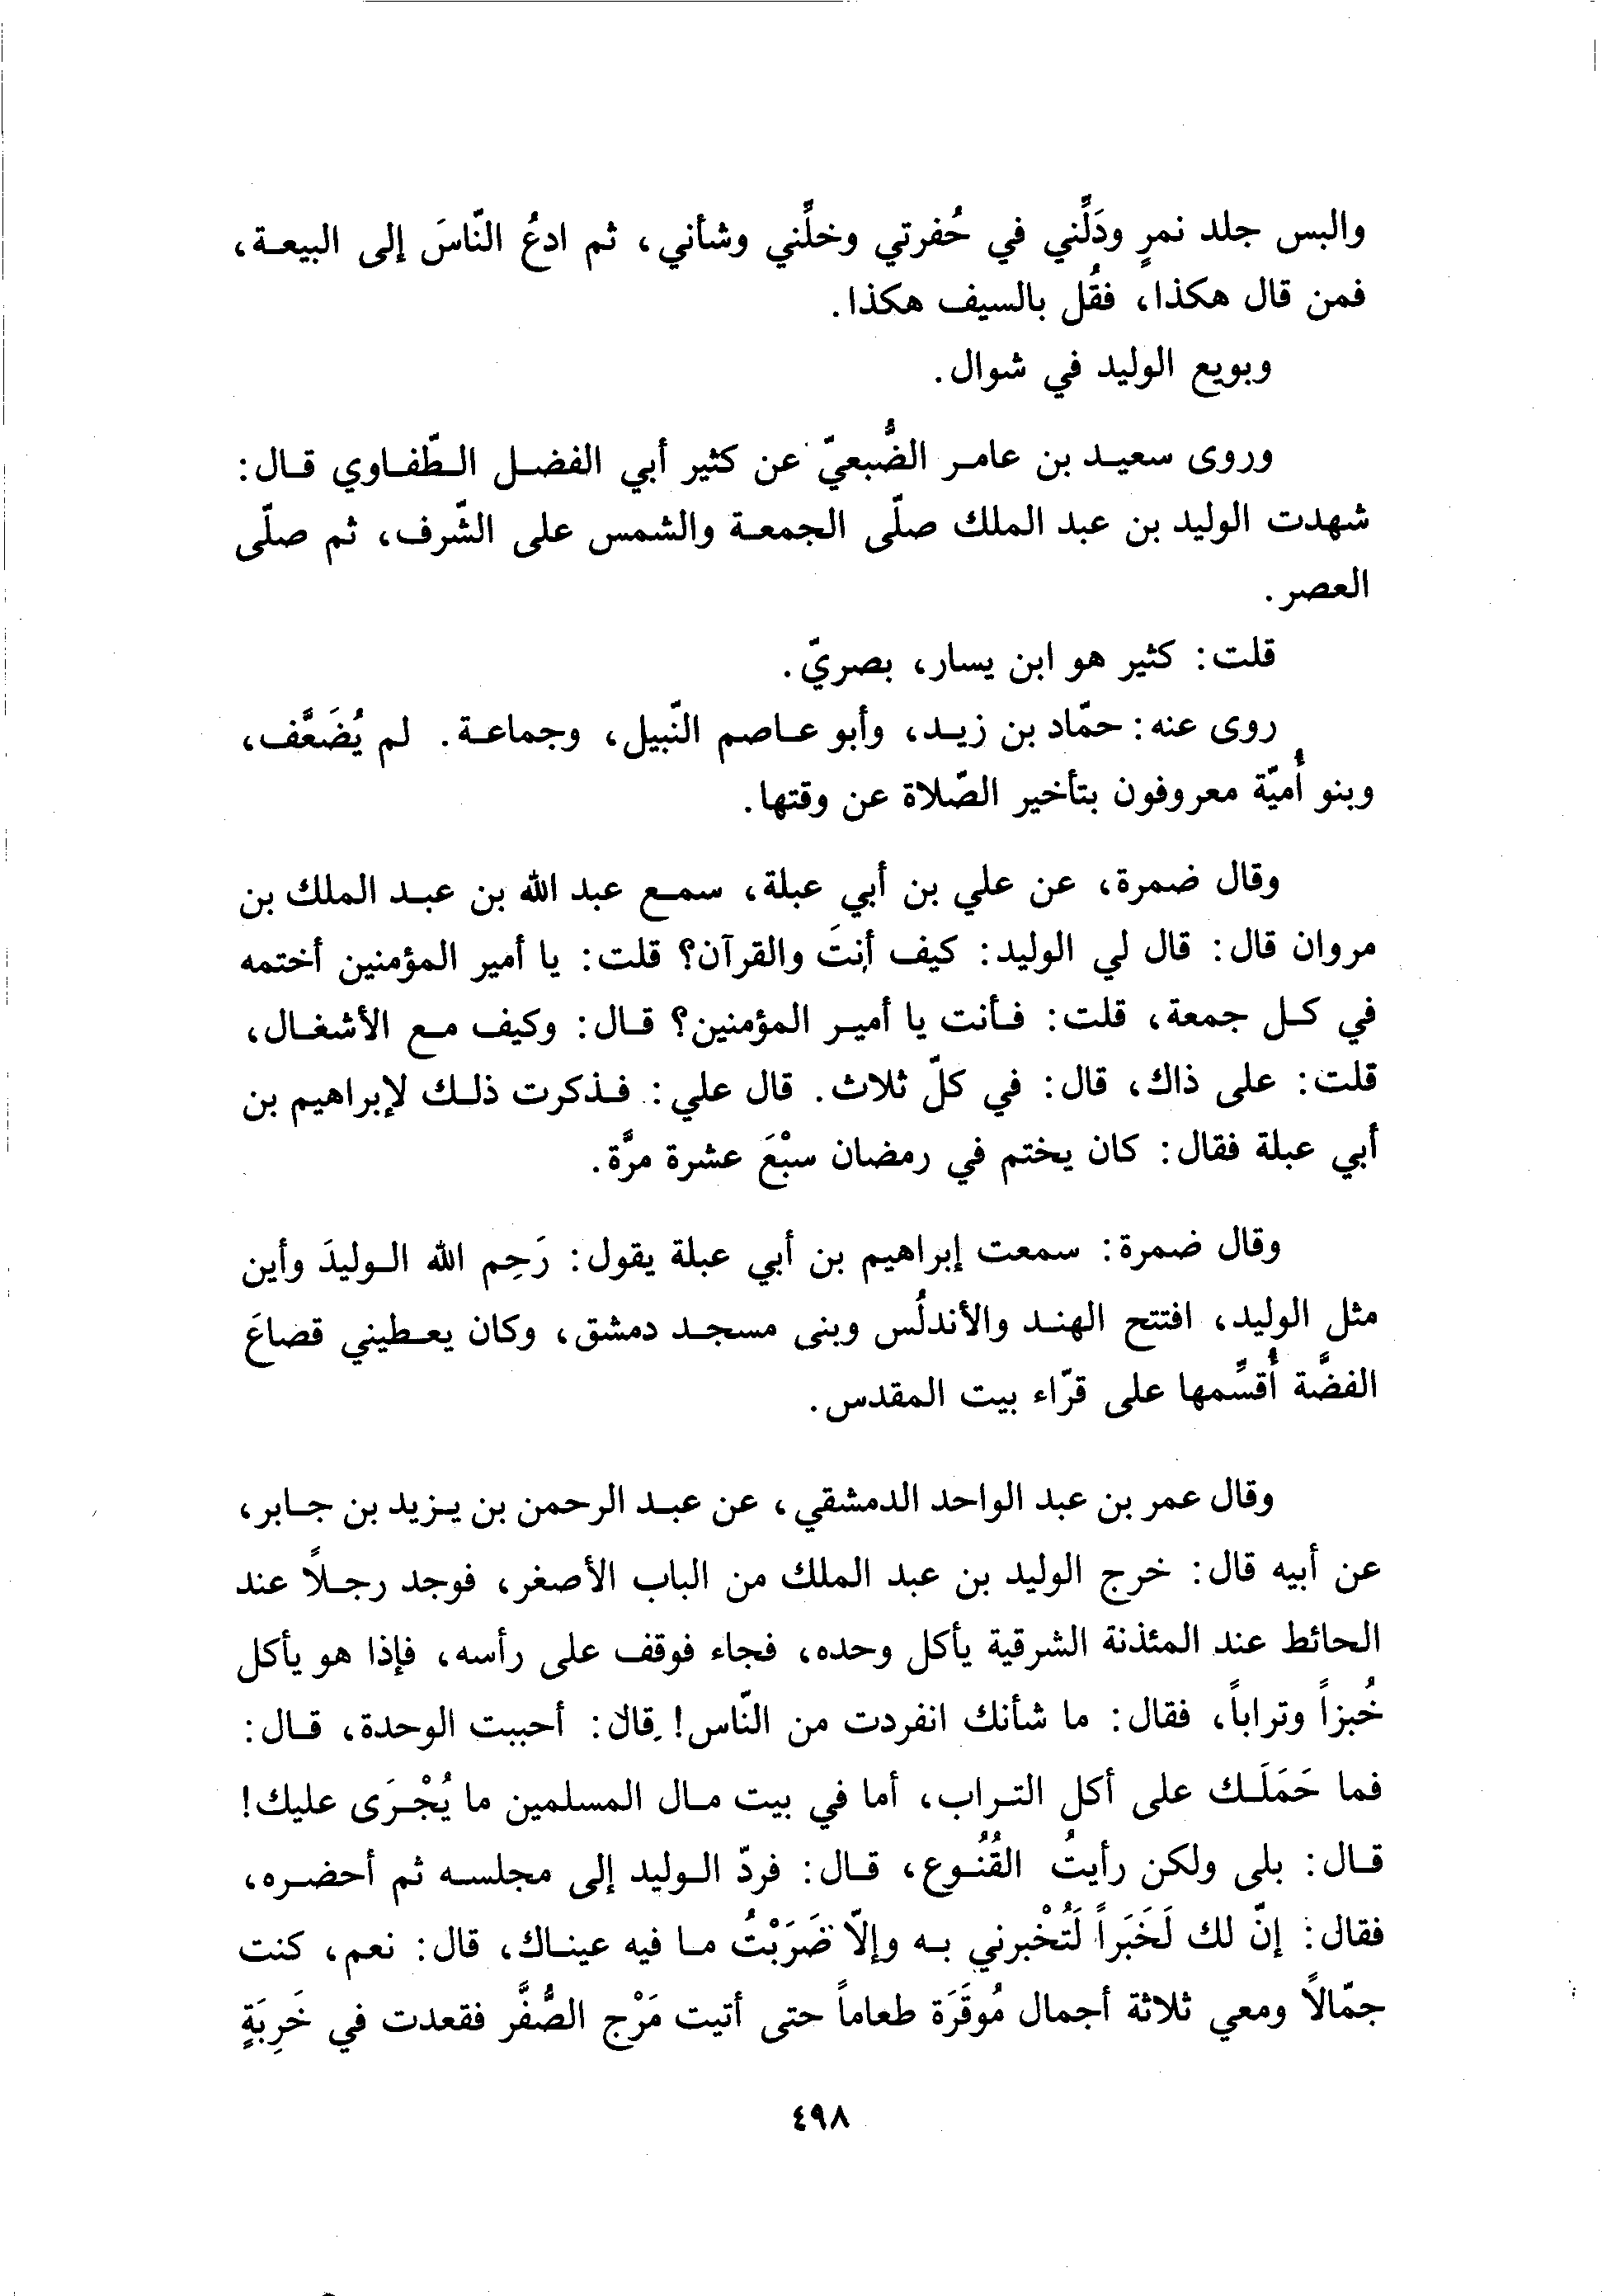 والبس جلد نمرٍ ودَلِّني في حُفرتي وخلِّني وشأني، ثم ادعُ النّاسَ إلى البيعة،
فمن قال هكذا، فقُل بالسيف هكذا.
وبويع الوليد في شوال.
وروى سعيد بن عامر الضُّبعيّ عن كثير أبي الفضل الطّفاوي قال:
شهدت الوليد بن عبد الملك صلّى الجمعة والشمس على الشّرف، ثم صلّى
العصر.
قلت: كثير هو ابن يسار، بصريّ.
روى عنه: حمّاد بن زيد، وأبو عاصم النّبيل، وجماعة. لم يُضَعَّف،
وبنو أُميّة معروفون بتأخير الصّلاة عن وقتها.
وقال ضمرة، عن علي بن أبي عبلة، سمع عبد الله بن عبد الملك بن
مروان قال: قال لي الوليد: كيف أنتَ والقرآن؟ قلت: يا أمير المؤمنين أختمه
في كل جمعة، قلت: فأنت يا أمير المؤمنين؟ قال: وكيف مع الأشغال،
قلت: على ذاك، قال: في كلّ ثلاث. قال علي: فذكرت ذلك لإبراهيم بن
أبي عبلة فقال: كان يختم في رمضان سبْعَ عشرة مرَّة.
وقال ضمرة: سمعت إبراهيم بن أبي عبلة يقول: رَحِم الله الوليدَ وأين
مثل الوليد، افتتح الهند والأندلُس وبنى مسجد دمشق، وكان يعطيني قصاعَ
الفضَّة أُقسِّمها على قرّاء بيت المقدس.
وقال عمر بن عبد الواحد الدمشقي، عن عبد الرحمن بن يزيد بن جابر،
عن أبيه قال: خرج الوليد بن عبد الملك من الباب الأصغر، فوجد رجلاً عند
الحائط عند المئذنة الشرقية يأكل وحده، فجاء فوقف على رأسه، فإذا هو يأكل
خُبزاً وتراباً، فقال: ما شأنك انفردت من النّاس! قال: أحببت الوحدة، قال:
فما حَمَلَك على أكل التراب، أما في بيت مال المسلمين ما يُجْرَى عليك!
قال: بلى ولكن رأيتُ القُنُوع، قال: فردّ الوليد إلى مجلسه ثم أحضره،
فقال: إنّ لك لَخَبَراً لَتُخْبرني به وإلاّ ضَرَبْتُ ما فيه عيناك، قال: نعم، كنت
جمّالاً ومعي ثلاثة أجمال مُوقَرَة طعاماً حتى أتيت مَرْج الصُّفَّر فقعدت في خَرِبَةٍ
٤٩٨